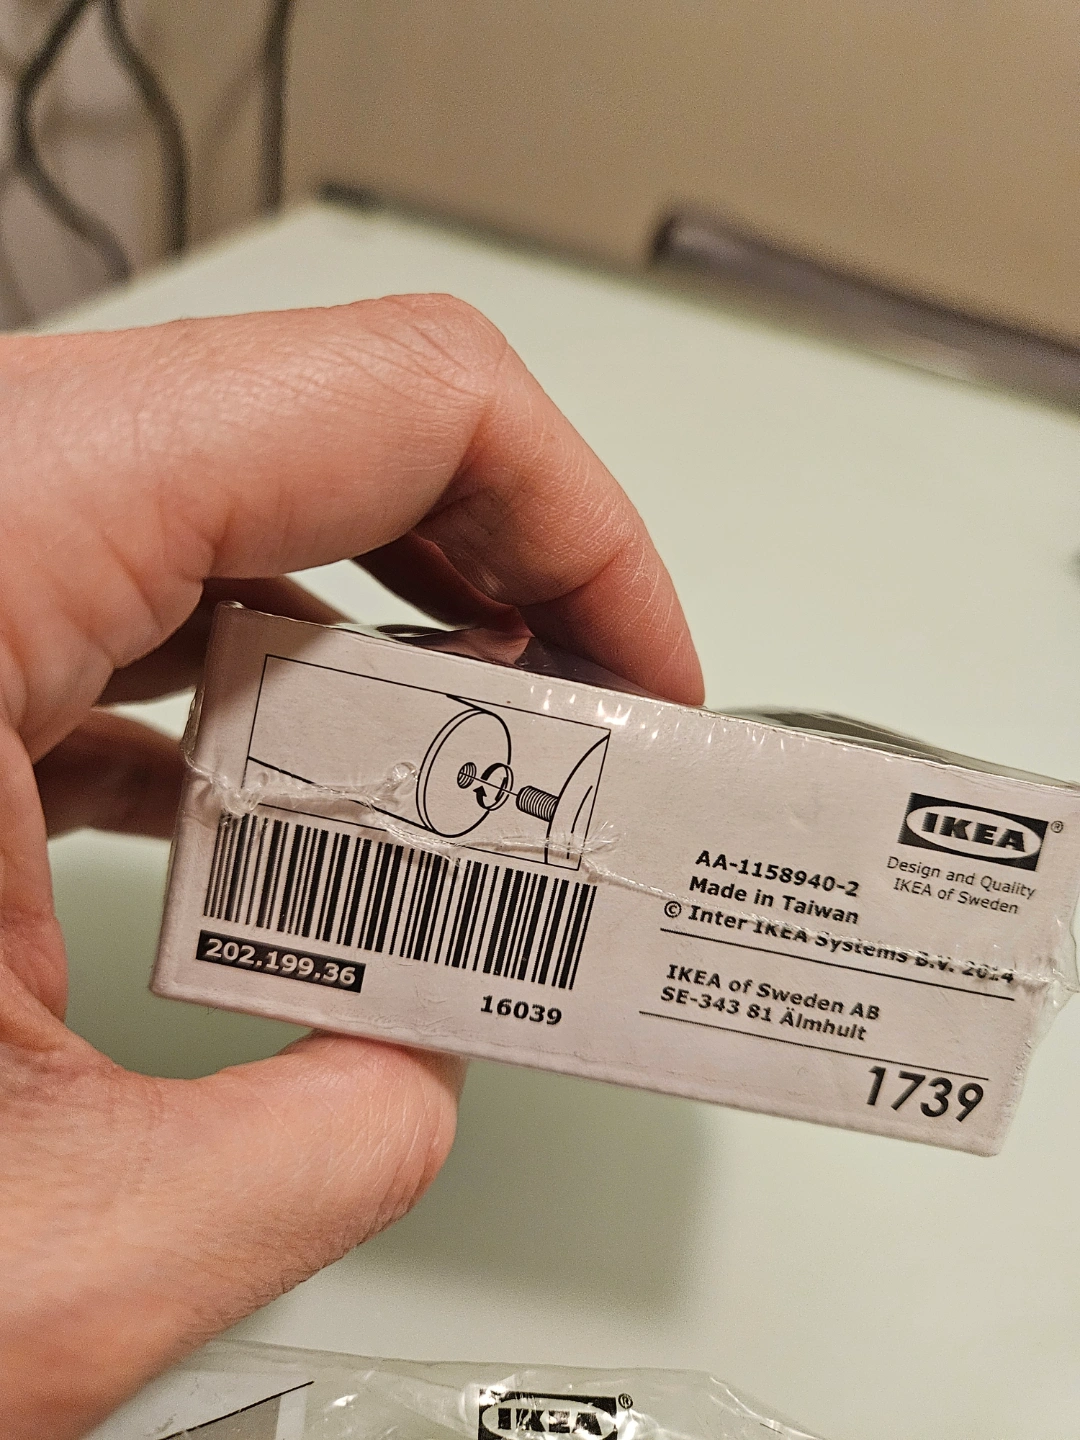 IKEA®
Design and Quality
IKEA of Sweden
AA-1158940-2
Made in Taiwan
© Inter IKEA Systems B.V. 2014
IKEA of Sweden AB
SE-343 81 Älmhult
1739
202.199.36
16039
IKEA®